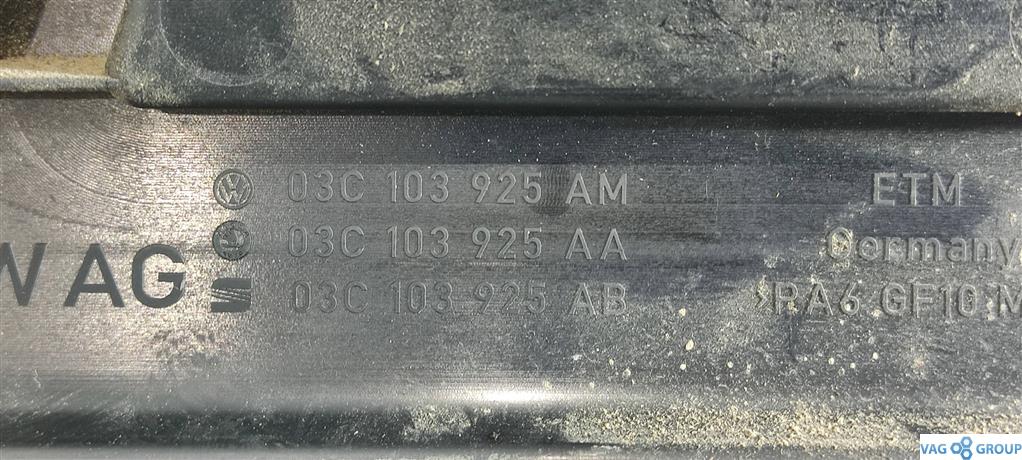 03C 103 925 AM ETM
03C 103 925 AA Germany
WAG 03C 103 925 AB >PA6 GF10 M
VAG GROUP